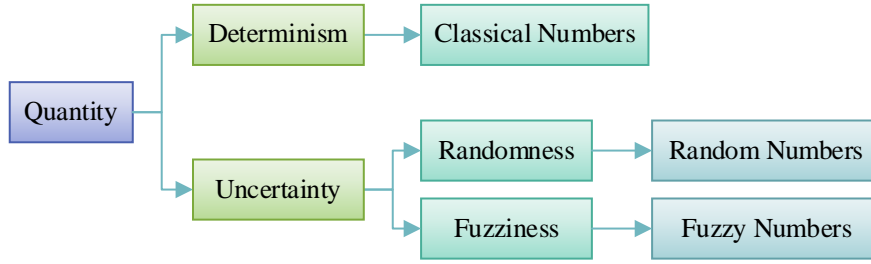 Determinism
Classical Numbers
Quantity
Randomness
Random Numbers
Uncertainty
Fuzziness
Fuzzy Numbers